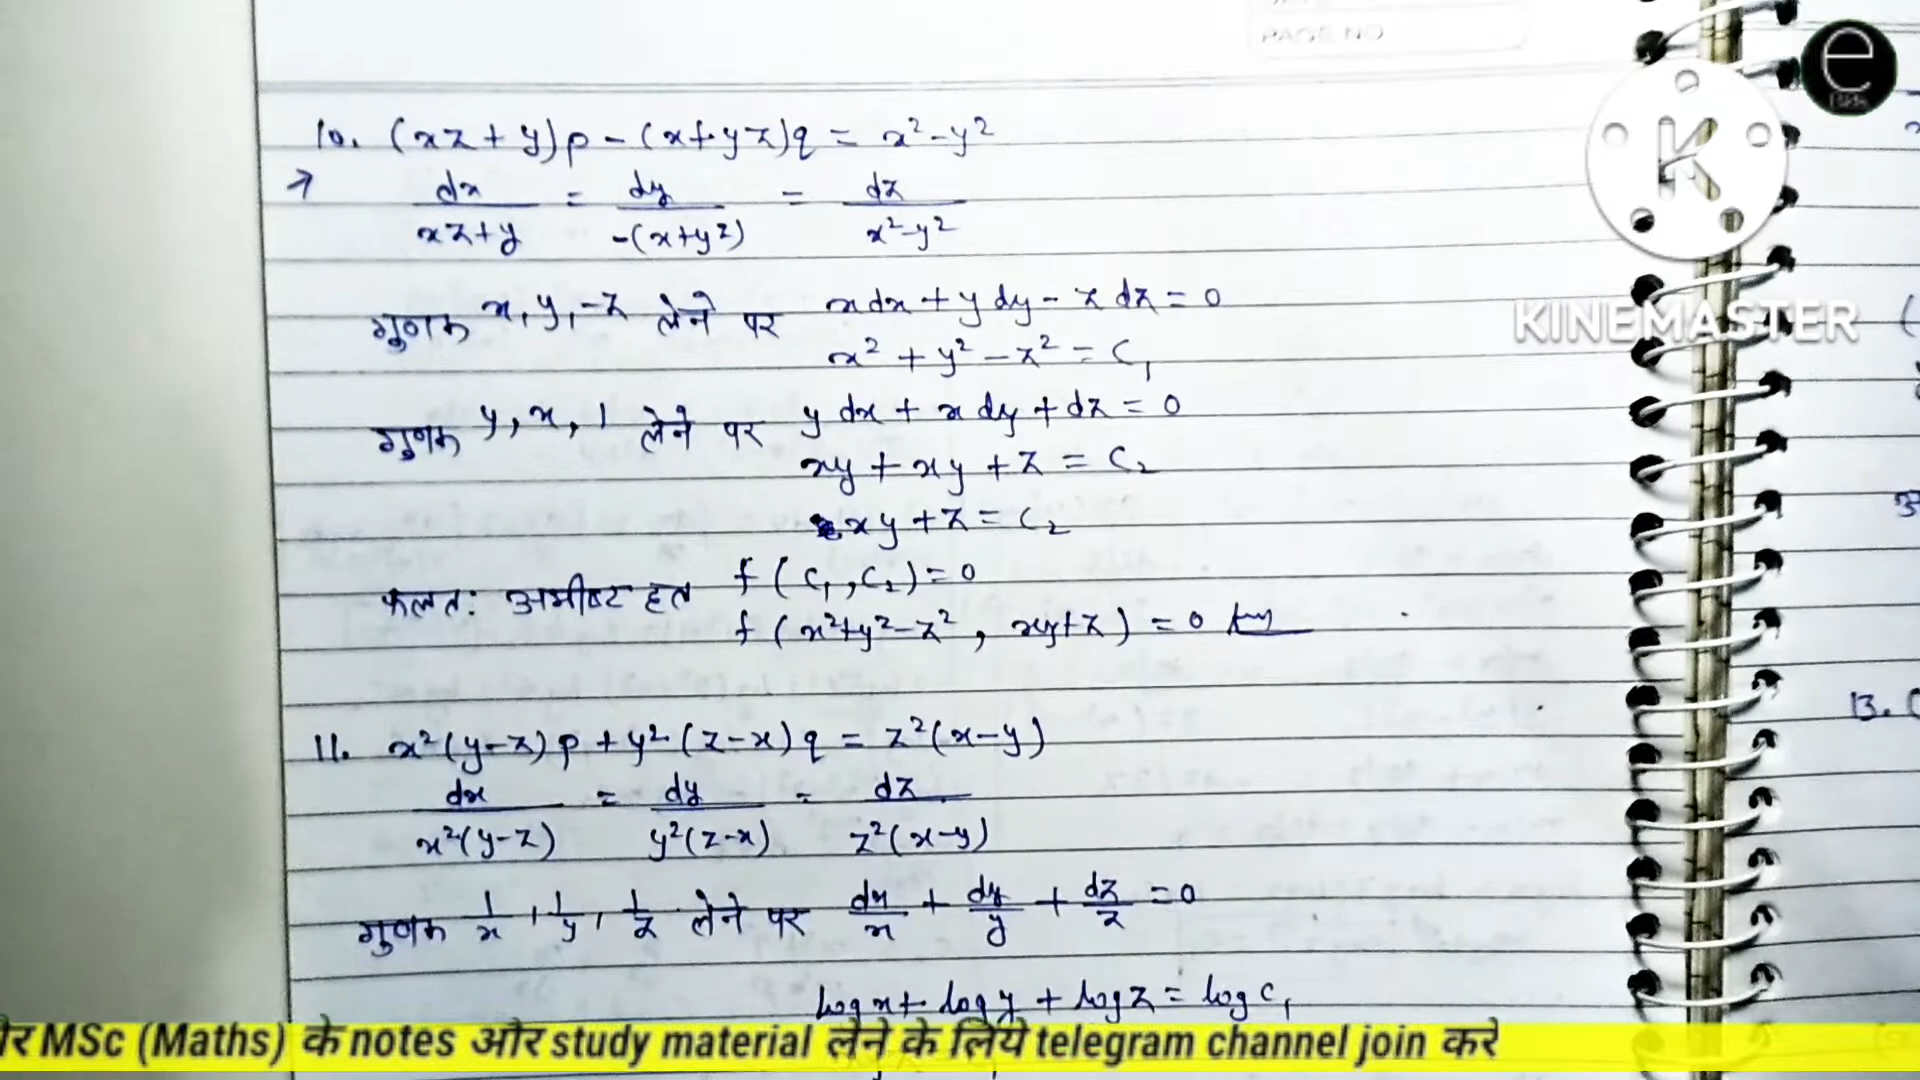 PAGE NO
e
K
KINEMASTER
10. (xz + y)p - (x+yz)q = x² - y²
→ dx/(xz+y) = dy/-(x+yz) = dz/(x²-y²)
गुणक x, y, -z लेने पर x dx + y dy - z dz = 0
x² + y² - z² = C₁
गुणक y, x, 1 लेने पर y dx + x dy + dz = 0
xy + xy + z = C₂
xy + z = C₂
फलत: अभीष्ट हल f(C₁, C₂) = 0
f(x²+y²-z², xy+z) = 0 Ans
11. x²(y-z)p + y²(z-x)q = z²(x-y)
dx/x²(y-z) = dy/y²(z-x) = dz/z²(x-y)
गुणक 1/x, 1/y, 1/z लेने पर dx/x + dy/y + dz/z = 0
log x + log y + log z = log C₁
13.
MSc (Maths) के notes और study material लेने के लिये telegram channel join करे